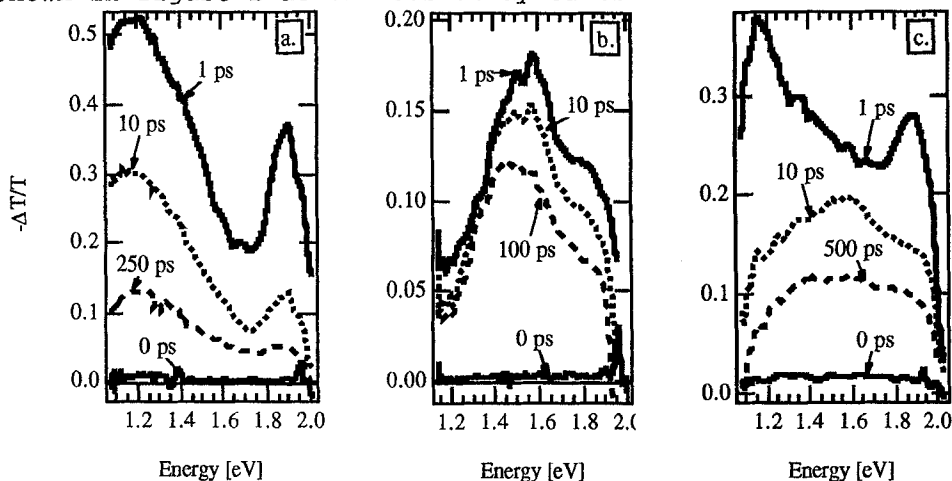 -ΔT/T
0.5
0.4
0.3
0.2
0.1
0.0
a.
1 ps
10 ps
250 ps
0 ps
1.2 1.4 1.6 1.8 2.0
Energy [eV]
0.20
0.15
0.10
0.05
0.00
b.
1 ps
10 ps
100 ps
0 ps
1.2 1.4 1.6 1.8
Energy [eV]
0.3
0.2
0.1
0.0
c.
1 ps
10 ps
500 ps
0 ps
1.2 1.4 1.6 1.8 2.0
Energy [eV]